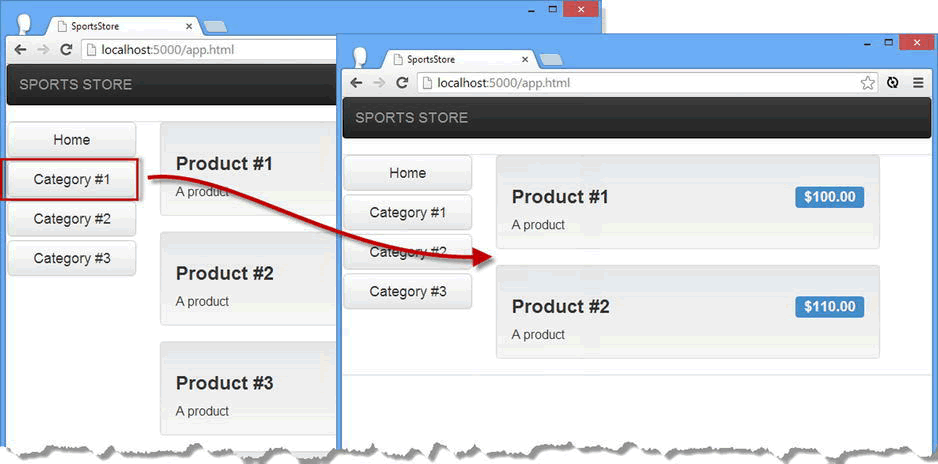 SportsStore
localhost:5000/app.html
SPORTS STORE
Home
Category #1
Category #2
Category #3
Product #1
A product
Product #2
A product
Product #3
A product
SportsStore
localhost:5000/app.html
SPORTS STORE
Home
Category #1
Category #2
Category #3
Product #1
$100.00
A product
Product #2
$110.00
A product